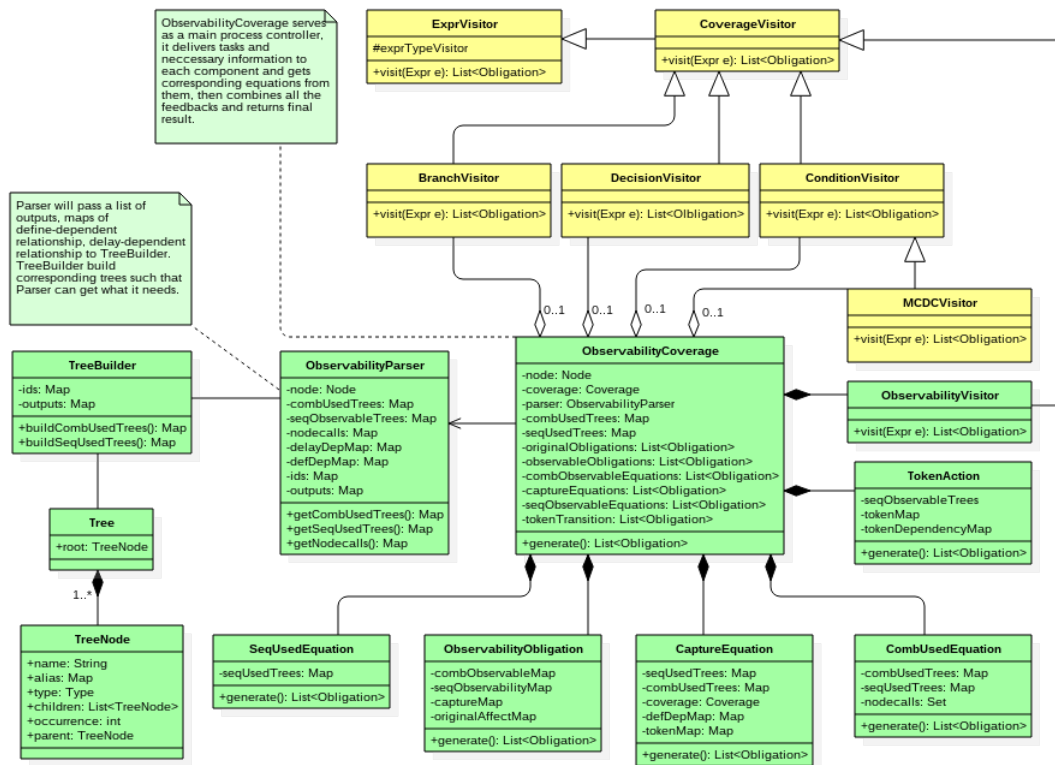 ObservabilityCoverage serves
as a main process controller,
it delivers tasks and
neccessary information to
each component and gets
corresponding equations from
them, then combines all the
feedbacks and returns final
result.
ExprVisitor
#exprTypeVisitor
+visit(Expr e): List<Obligation>
CoverageVisitor
+visit(Expr e): List<Obligation>
BranchVisitor
+visit(Expr e): List<Obligation>
DecisionVisitor
+visit(Expr e): List<Olbligation>
ConditionVisitor
+visit(Expr e): List<Obligation>
Parser will pass a list of
outputs, maps of
define-dependent
relationship, delay-dependent
relationship to TreeBuilder.
TreeBuilder build
corresponding trees such that
Parser can get what it needs.
0..1
0..1
0..1
0..1
MCDCVisitor
+visit(Expr e): List<Obligation>
TreeBuilder
-ids: Map
-outputs: Map
+buildCombUsedTrees(): Map
+buildSeqUsedTrees(): Map
ObservabilityParser
-node: Node
-combUsedTrees: Map
-seqObservableTrees: Map
-nodecalls: Map
-delayDepMap: Map
-defDepMap: Map
-ids: Map
-outputs: Map
+getCombUsedTrees(): Map
+getSeqUsedTrees(): Map
+getNodecalls(): Map
ObservabilityCoverage
-node: Node
-coverage: Coverage
-parser: ObservabilityParser
-combUsedTrees: Map
-seqUsedTrees: Map
-originalObligations: List<Obligation>
-observableObligations: List<Obligation>
-combObservableEquations: List<Obligation>
-captureEquations: List<Obligation>
-seqObservableEquations: List<Obligation>
-tokenTransition: List<Obligation>
+generate(): List<Obligation>
ObservabilityVisitor
+visit(Expr e): List<Obligation>
TokenAction
-seqObservableTrees
-tokenMap
-tokenDependencyMap
+generate(): List<Obligation>
Tree
+root: TreeNode
1..*
TreeNode
+name: String
+alias: Map
+type: Type
+children: List<TreeNode>
+occurrence: int
+parent: TreeNode
SeqUsedEquation
-seqUsedTrees: Map
+generate(): List<Obligation>
ObservabilityObligation
-combObservableMap
-seqObservabilityMap
-captureMap
-originalAffectMap
+generate(): List<Obligation>
CaptureEquation
-seqUsedTrees: Map
-combUsedTrees: Map
-coverage: Coverage
-defDepMap: Map
-tokenMap: Map
+generate(): List<Obligation>
CombUsedEquation
-combUsedTrees: Map
-seqUsedTrees: Map
-nodecalls: Set
+generate(): List<Obligation>